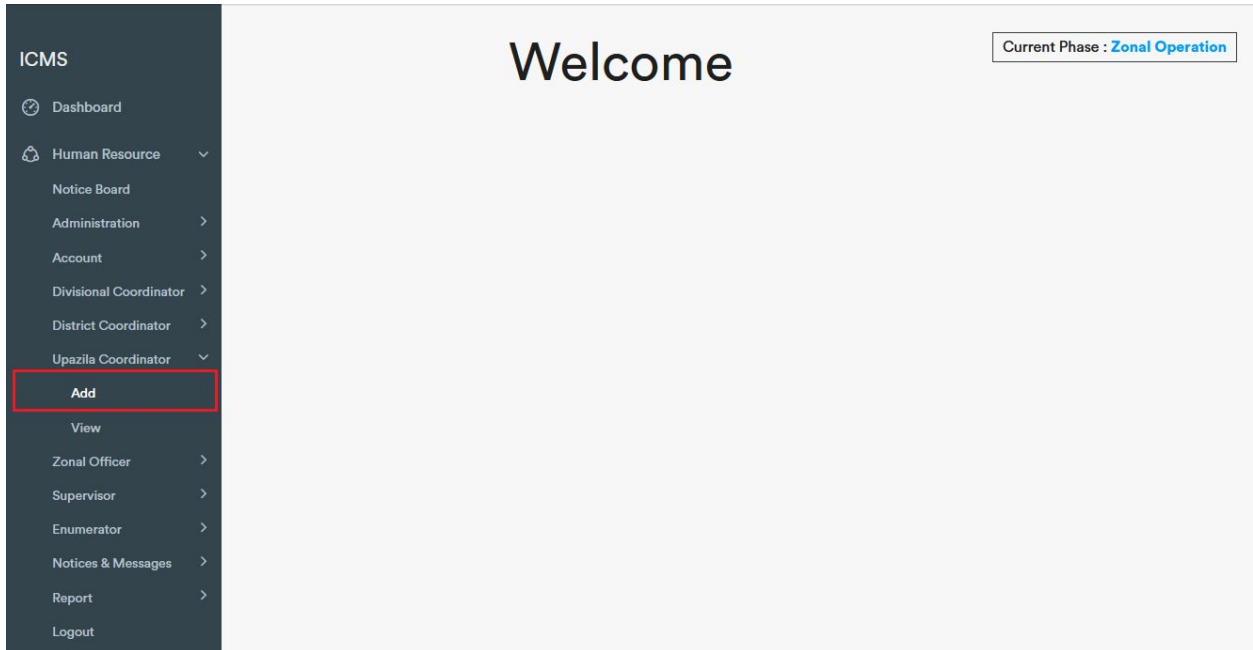 ICMS
Dashboard
Human Resource
Notice Board
Administration
Account
Divisional Coordinator
District Coordinator
Upazila Coordinator
Add
View
Zonal Officer
Supervisor
Enumerator
Notices & Messages
Report
Logout
Welcome
Current Phase : Zonal Operation